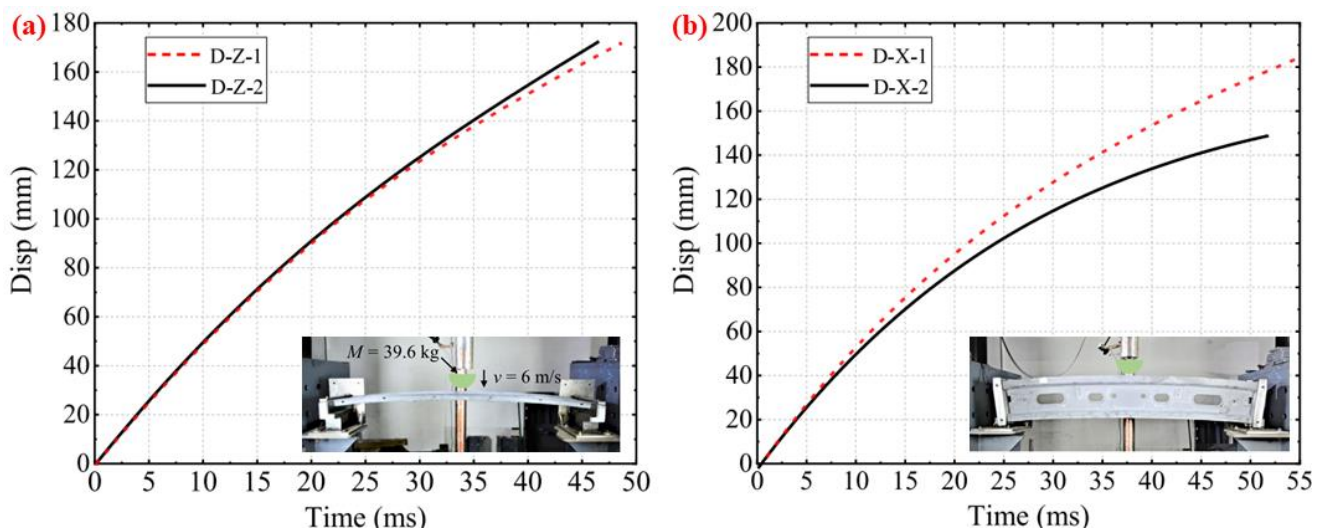 (a)
180
160
140
120
100
80
60
40
20
0
Disp (mm)
D-Z-1
D-Z-2
M = 39.6 kg
v = 6 m/s
0 5 10 15 20 25 30 35 40 45 50
Time (ms)
(b)
200
180
160
140
120
100
80
60
40
20
0
Disp (mm)
D-X-1
D-X-2
0 5 10 15 20 25 30 35 40 45 50 55
Time (ms)